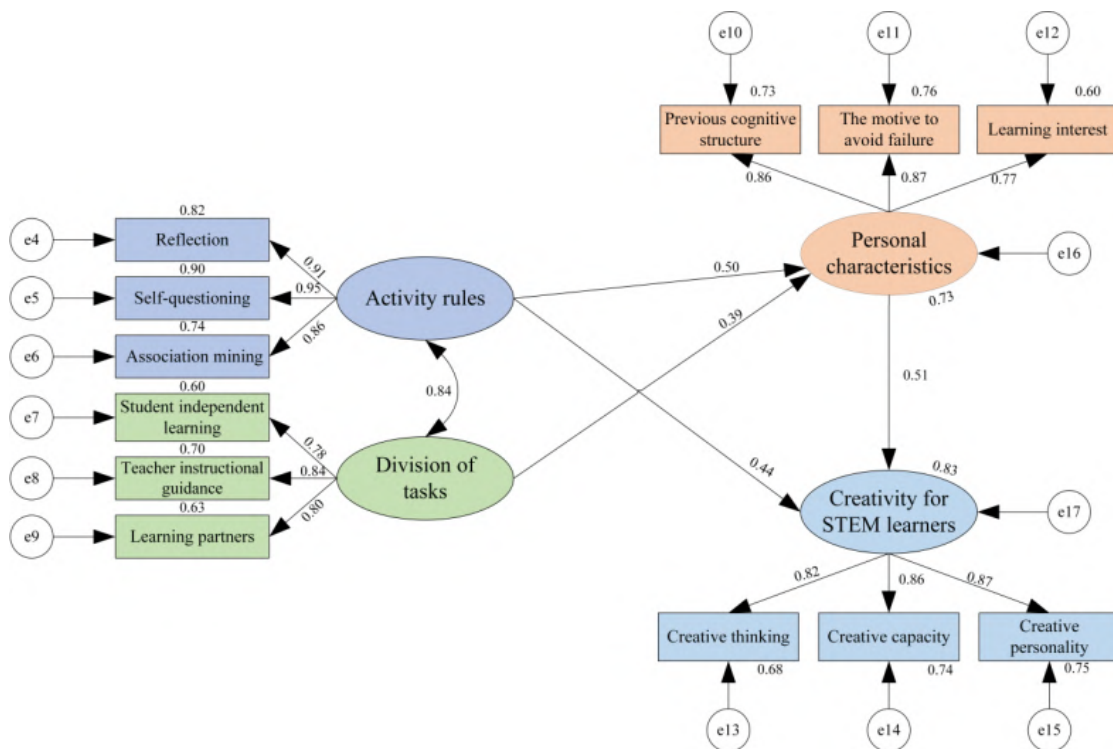 e10
e11
e12
0.73
0.76
0.60
Previous cognitive
structure
The motive to
avoid failure
Learning interest
0.86
0.87
0.77
0.82
e4
Reflection
0.91
0.90
e5
Self-questioning
0.95
0.74
e6
Association mining
0.86
Activity rules
0.50
Personal
characteristics
e16
0.73
0.39
0.60
e7
Student independent
learning
0.78
0.70
e8
Teacher instructional
guidance
0.84
0.63
e9
Learning partners
0.80
0.84
Division of
tasks
0.51
0.44
0.83
Creativity for
STEM learners
e17
0.82
0.86
0.87
Creative thinking
Creative capacity
Creative
personality
0.68
0.74
0.75
e13
e14
e15